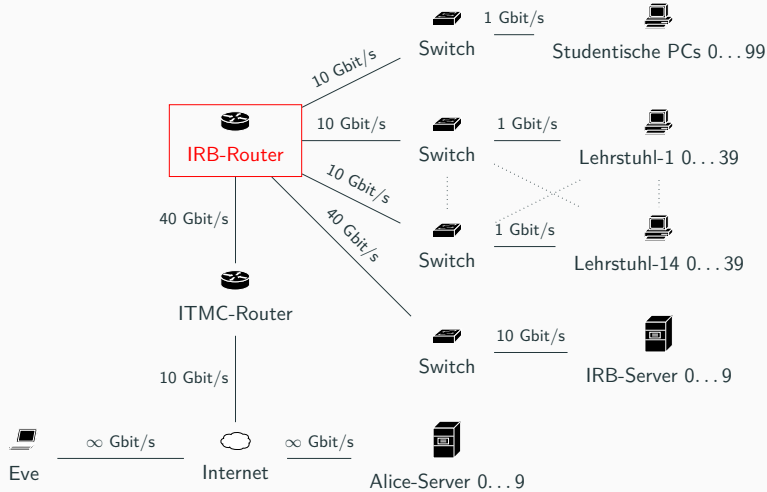 1 Gbit/s
Switch
Studentische PCs 0...99
10 Gbit/s
IRB-Router
10 Gbit/s
Switch
1 Gbit/s
Lehrstuhl-1 0...39
10 Gbit/s
40 Gbit/s
40 Gbit/s
Switch
1 Gbit/s
Lehrstuhl-14 0...39
ITMC-Router
Switch
10 Gbit/s
IRB-Server 0...9
10 Gbit/s
Eve
∞ Gbit/s
Internet
∞ Gbit/s
Alice-Server 0...9